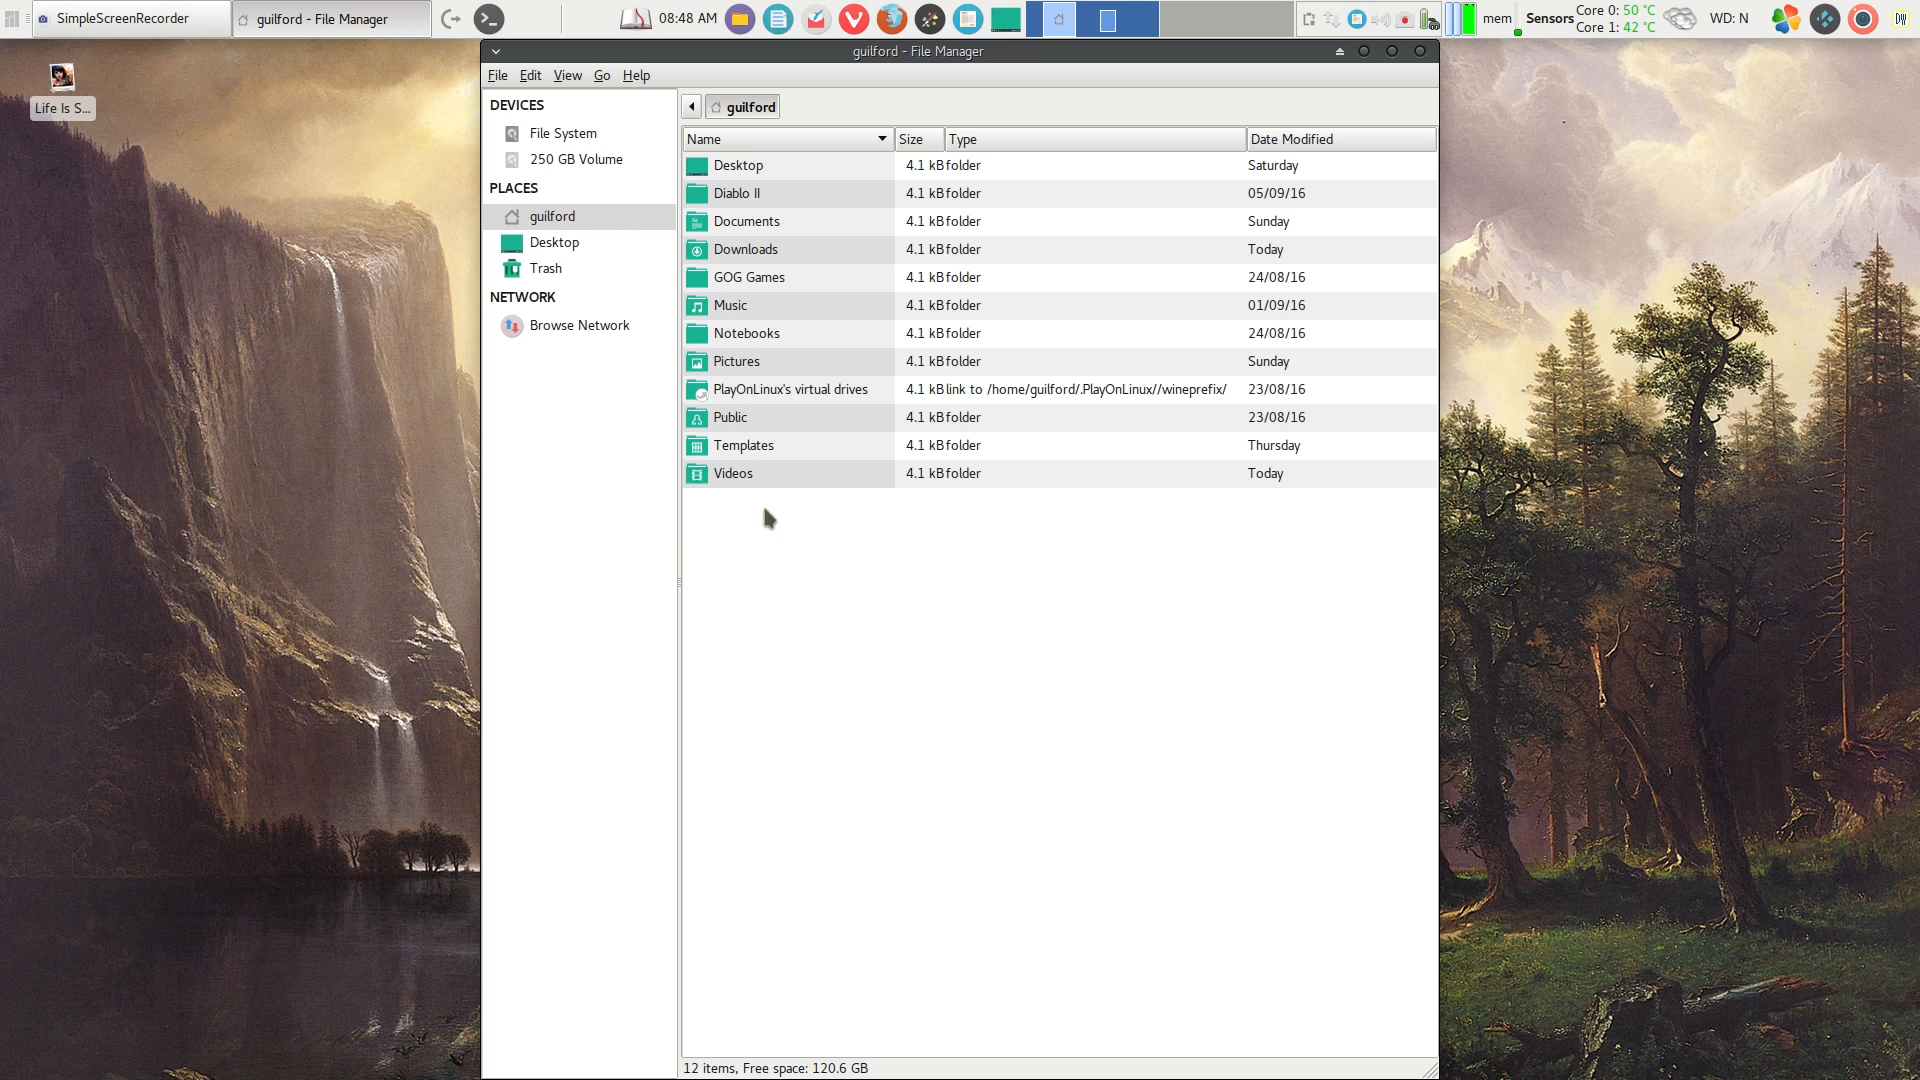 SimpleScreenRecorder
guilford - File Manager
08:48 AM
mem
Sensors
Core 0: 50 °C
Core 1: 42 °C
WD: N
DW
Life Is S...
guilford - File Manager
File Edit View Go Help
DEVICES
File System
250 GB Volume
PLACES
guilford
Desktop
Trash
NETWORK
Browse Network
guilford
Name Size Type Date Modified
Desktop 4.1 kB folder Saturday
Diablo II 4.1 kB folder 05/09/16
Documents 4.1 kB folder Sunday
Downloads 4.1 kB folder Today
GOG Games 4.1 kB folder 24/08/16
Music 4.1 kB folder 01/09/16
Notebooks 4.1 kB folder 24/08/16
Pictures 4.1 kB folder Sunday
PlayOnLinux's virtual drives 4.1 kB link to /home/guilford/.PlayOnLinux//wineprefix/ 23/08/16
Public 4.1 kB folder 23/08/16
Templates 4.1 kB folder Thursday
Videos 4.1 kB folder Today
12 items, Free space: 120.6 GB